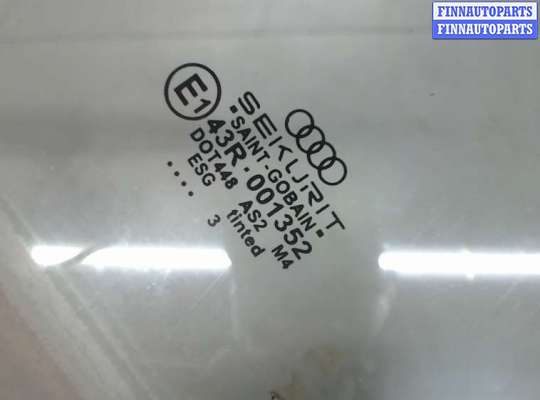 FINNAUTOPARTS
FINNAUTOPARTS
SEKURIT
▪SAINT-GOBAIN▪
E1 43R-001352
DOT448 AS2 M4
ESG tinted
.... 3